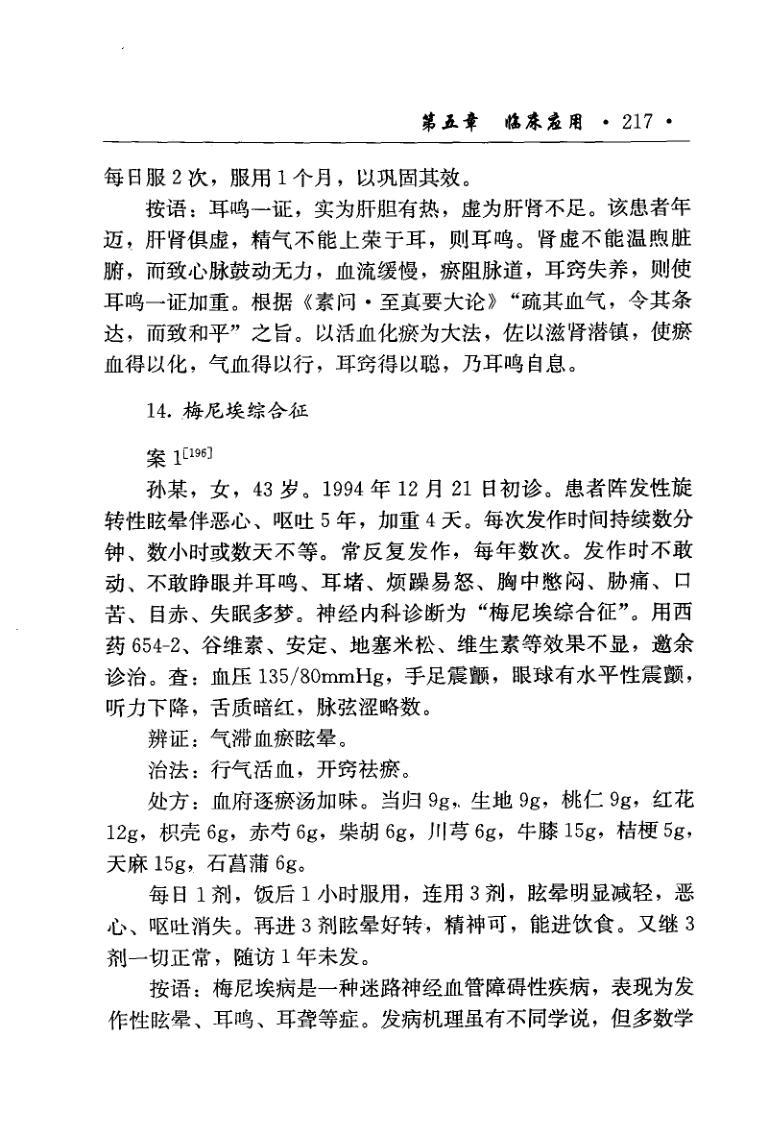 第五章 临床应用 · 217 ·
每日服 2 次，服用 1 个月，以巩固其效。
按语：耳鸣一证，实为肝胆有热，虚为肝肾不足。该患者年
迈，肝肾俱虚，精气不能上荣于耳，则耳鸣。肾虚不能温煦脏
腑，而致心脉鼓动无力，血流缓慢，瘀阻脉道，耳窍失养，则使
耳鸣一证加重。根据《素问·至真要大论》“疏其血气，令其条
达，而致和平”之旨。以活血化瘀为大法，佐以滋肾潜镇，使瘀
血得以化，气血得以行，耳窍得以聪，乃耳鸣自息。
14. 梅尼埃综合征
案 1[196]
孙某，女，43 岁。1994 年 12 月 21 日初诊。患者阵发性旋
转性眩晕伴恶心、呕吐 5 年，加重 4 天。每次发作时间持续数分
钟、数小时或数天不等。常反复发作，每年数次。发作时不敢
动、不敢睁眼并耳鸣、耳堵、烦躁易怒、胸中憋闷、胁痛、口
苦、目赤、失眠多梦。神经内科诊断为“梅尼埃综合征”。用西
药 654-2、谷维素、安定、地塞米松、维生素等效果不显，邀余
诊治。查：血压 135/80mmHg，手足震颤，眼球有水平性震颤，
听力下降，舌质暗红，脉弦涩略数。
辨证：气滞血瘀眩晕。
治法：行气活血，开窍祛瘀。
处方：血府逐瘀汤加味。当归 9g，生地 9g，桃仁 9g，红花
12g，枳壳 6g，赤芍 6g，柴胡 6g，川芎 6g，牛膝 15g，桔梗 5g，
天麻 15g，石菖蒲 6g。
每日 1 剂，饭后 1 小时服用，连用 3 剂，眩晕明显减轻，恶
心、呕吐消失。再进 3 剂眩晕好转，精神可，能进饮食。又继 3
剂一切正常，随访 1 年未发。
按语：梅尼埃病是一种迷路神经血管障碍性疾病，表现为发
作性眩晕、耳鸣、耳聋等症。发病机理虽有不同学说，但多数学